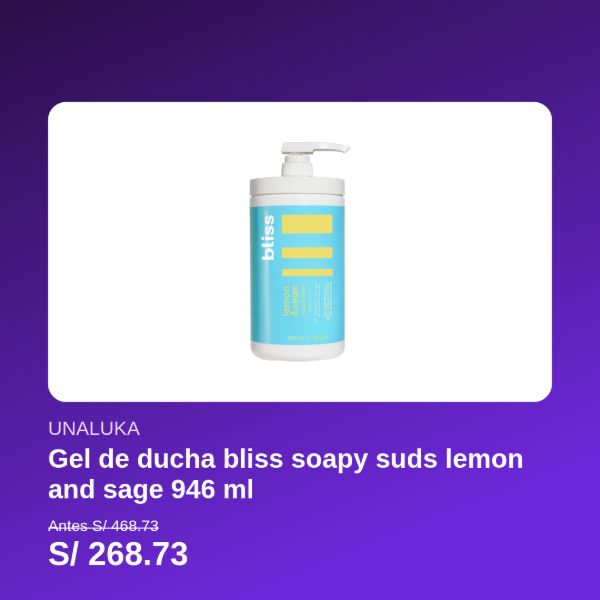 bliss
lemon
&sage
UNALUKA
Gel de ducha bliss soapy suds lemon
and sage 946 ml
Antes S/ 468.73
S/ 268.73